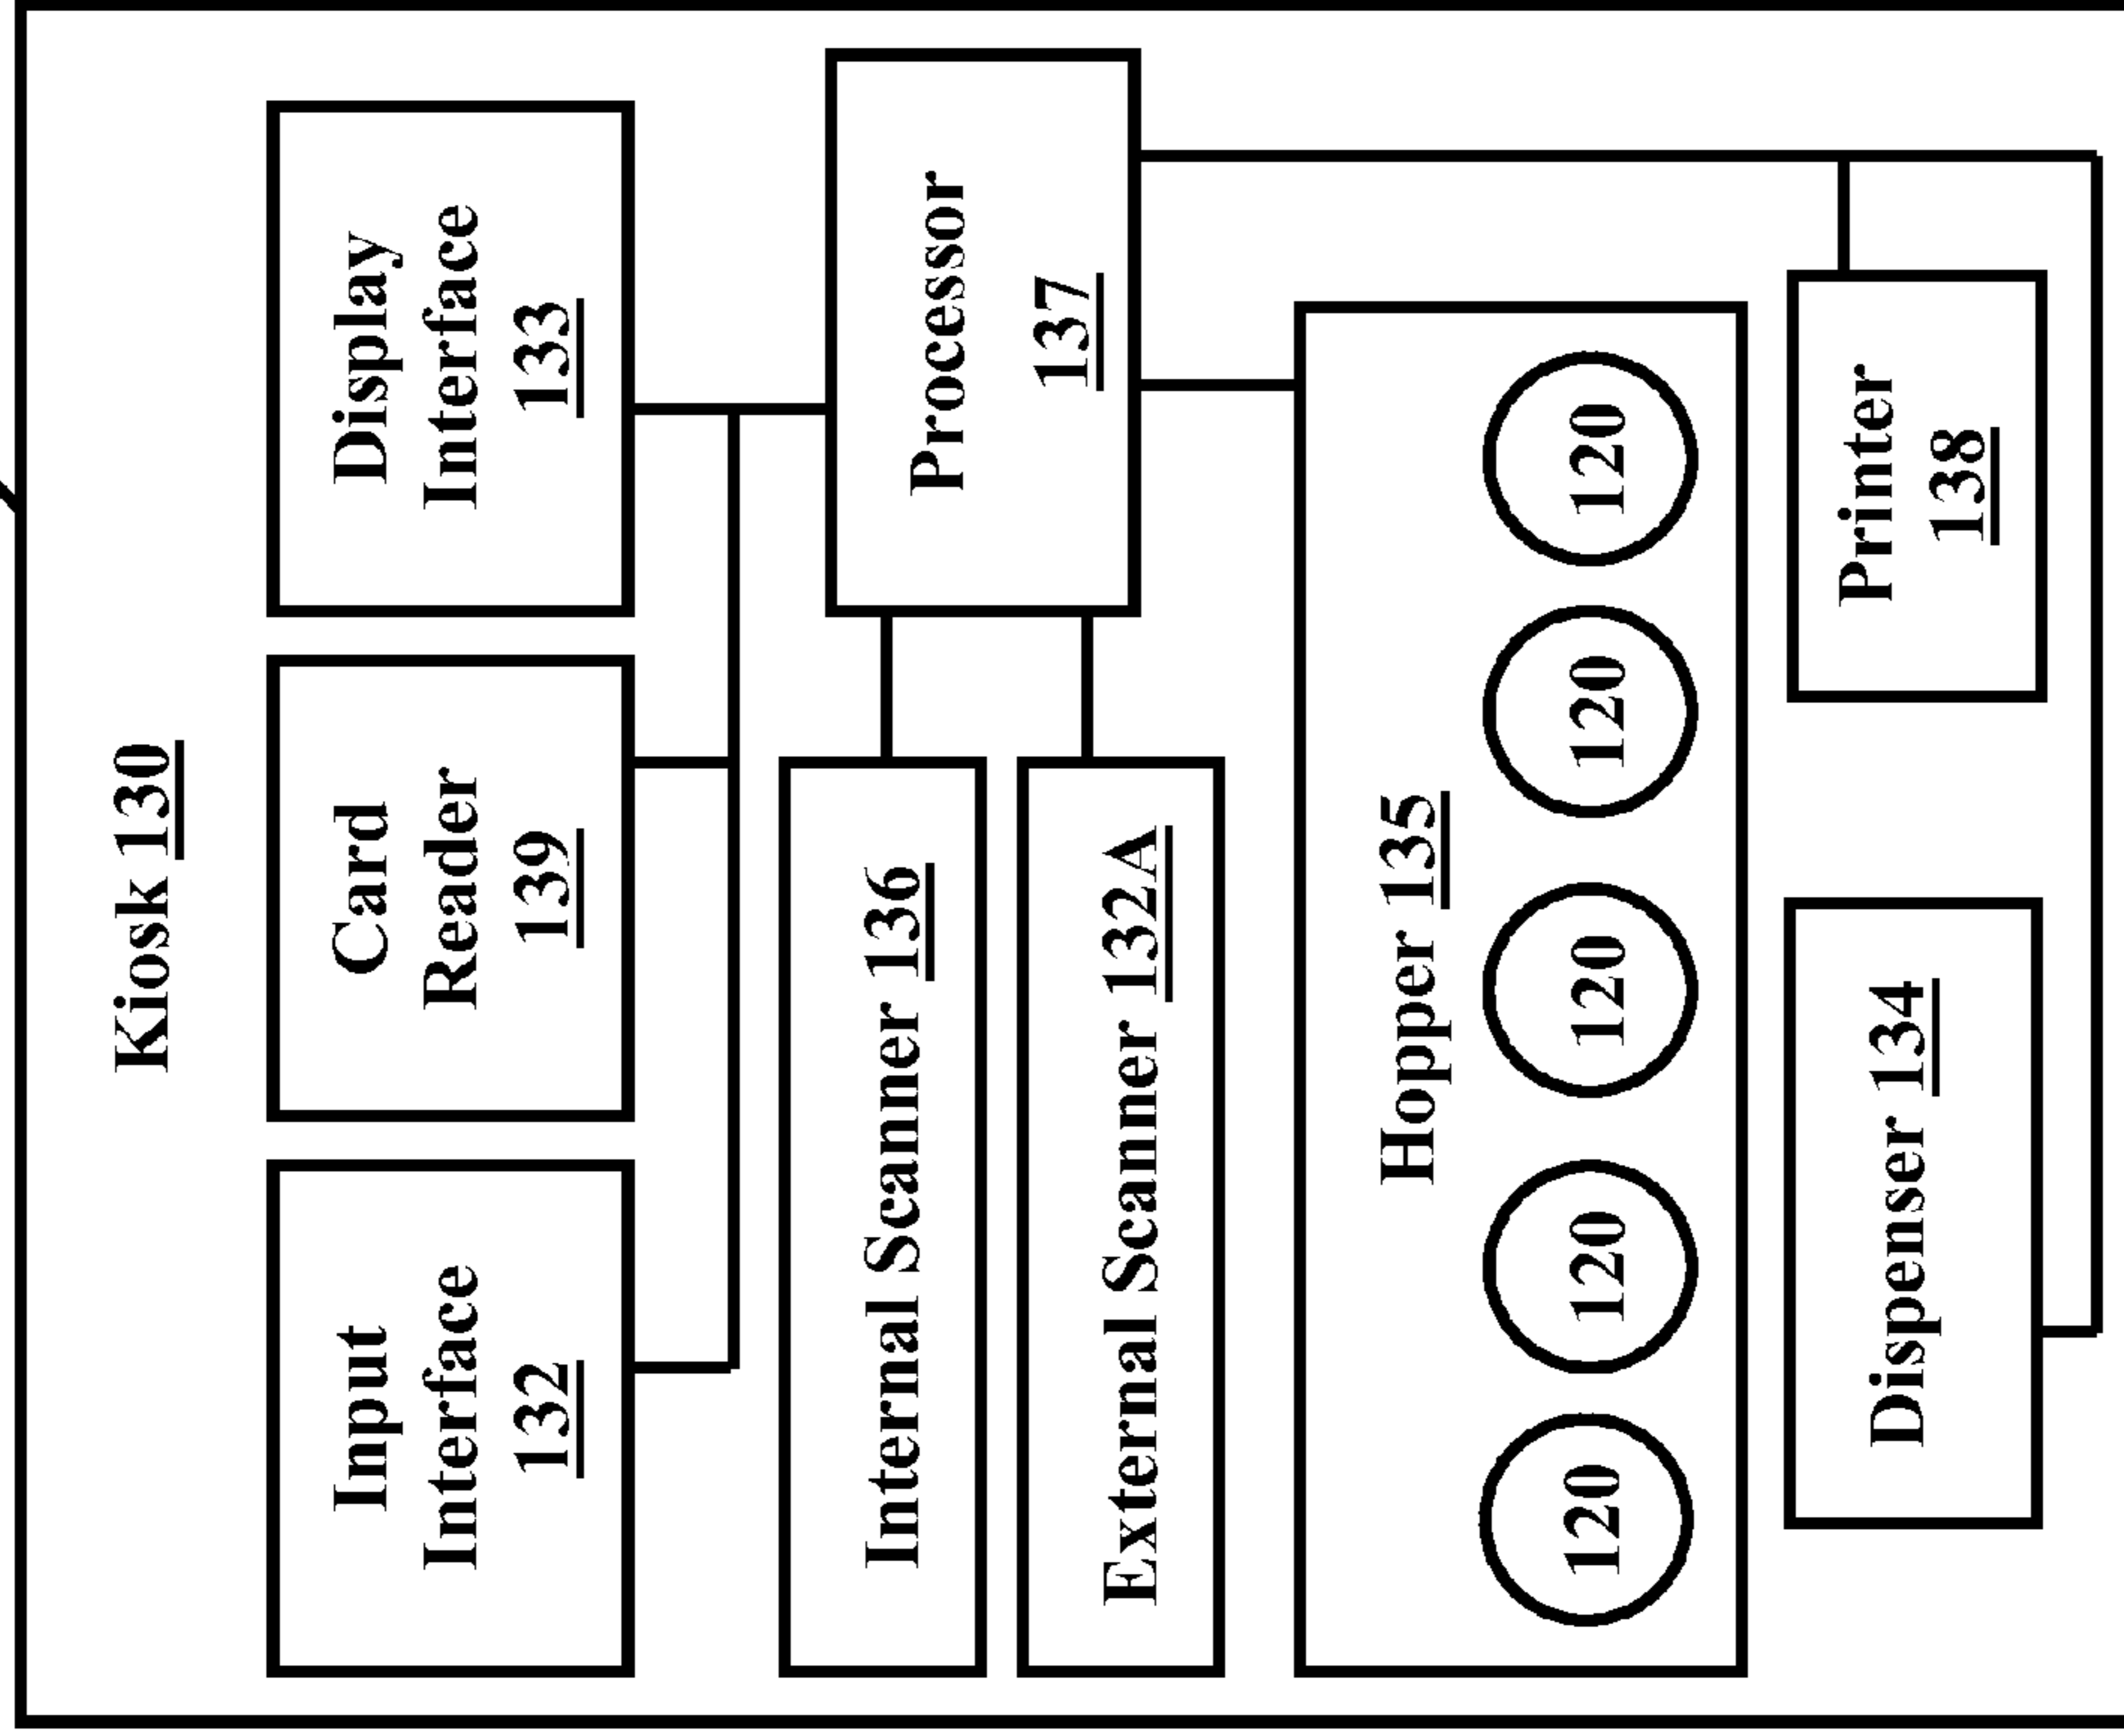 Kiosk 130
Input
Interface
132
Card
Reader
139
Display
Interface
133
Internal Scanner 136
External Scanner 132A
Processor
137
Hopper 135
120
120
120
120
120
Dispenser 134
Printer
138